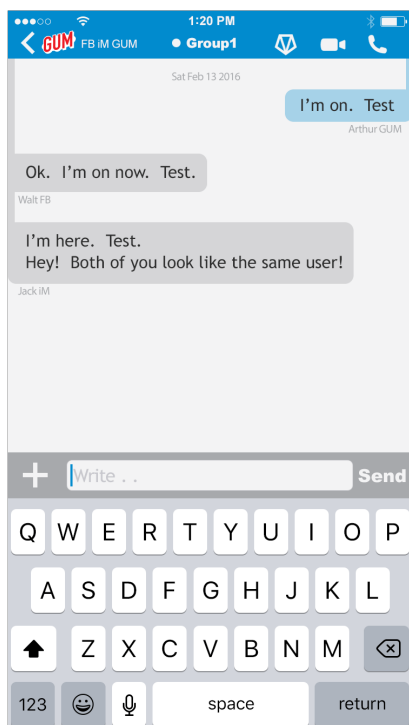 1:20 PM
GUM FB iM GUM Group1
Sat Feb 13 2016
I'm on. Test
Arthur GUM
Ok. I'm on now. Test.
Walt FB
I'm here. Test.
Hey! Both of you look like the same user!
Jack iM
Write . . Send
Q W E R T Y U I O P
A S D F G H J K L
Z X C V B N M
123 space return